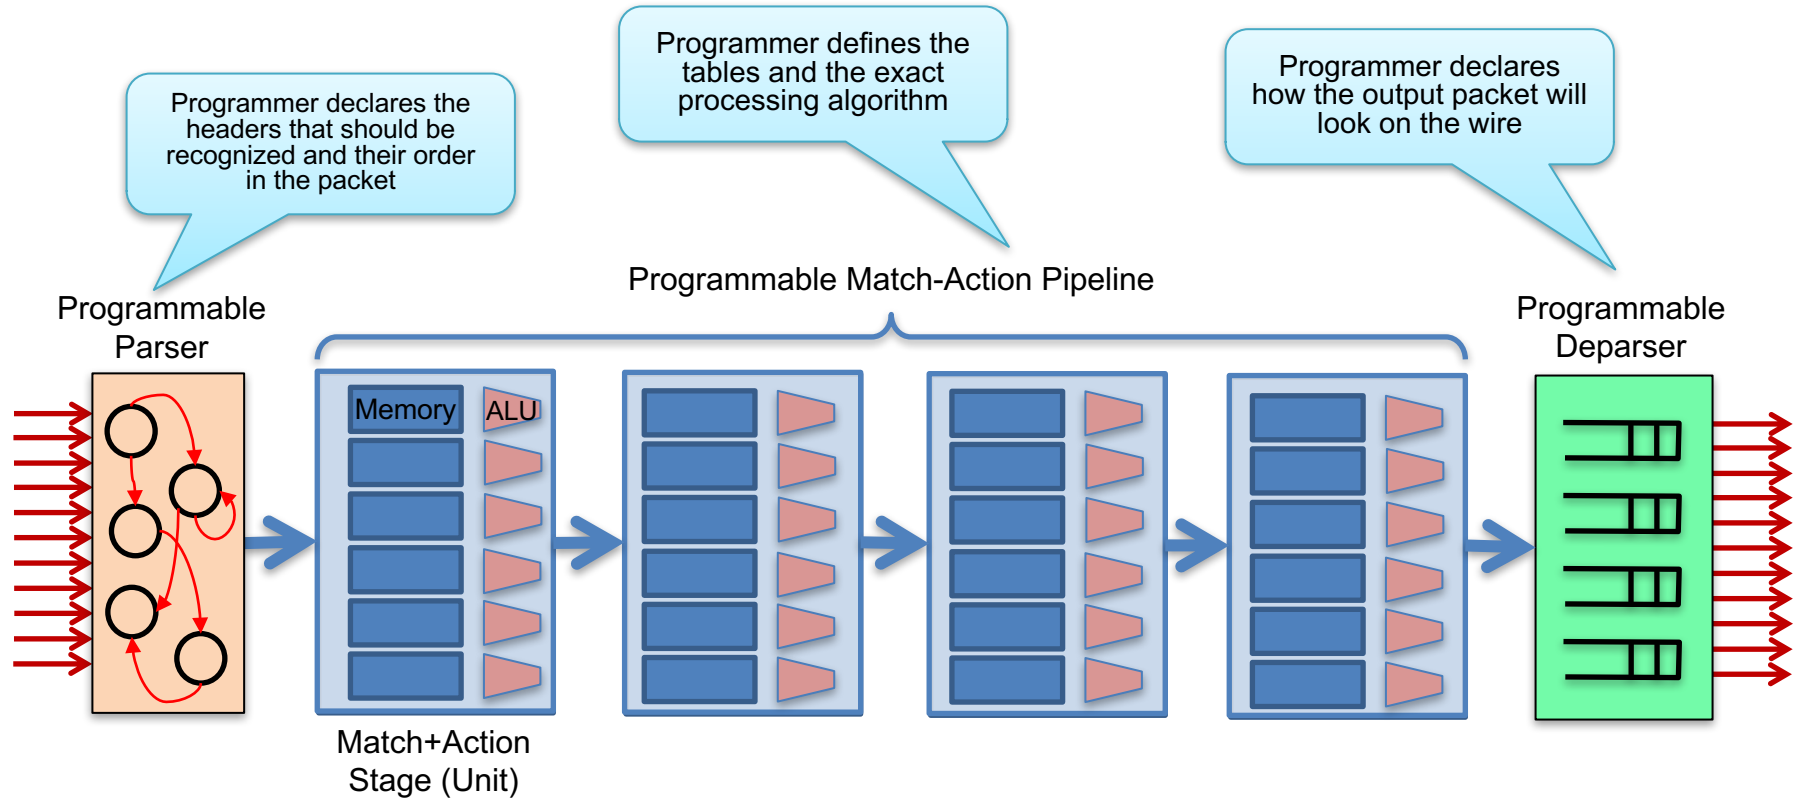 Programmer declares the
headers that should be
recognized and their order
in the packet
Programmer defines the
tables and the exact
processing algorithm
Programmer declares
how the output packet will
look on the wire
Programmable Match-Action Pipeline
Programmable
Parser
Programmable
Deparser
Memory
ALU
Match+Action
Stage (Unit)